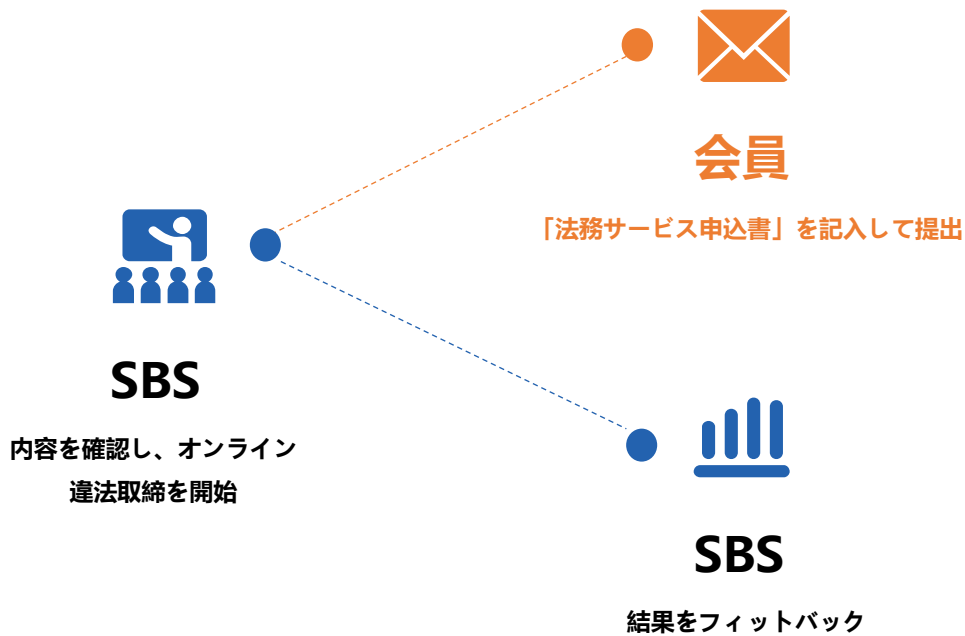 会員
「法務サービス申込書」を記入して提出
SBS
内容を確認し、オンライン
違法取締を開始
SBS
結果をフィットバック